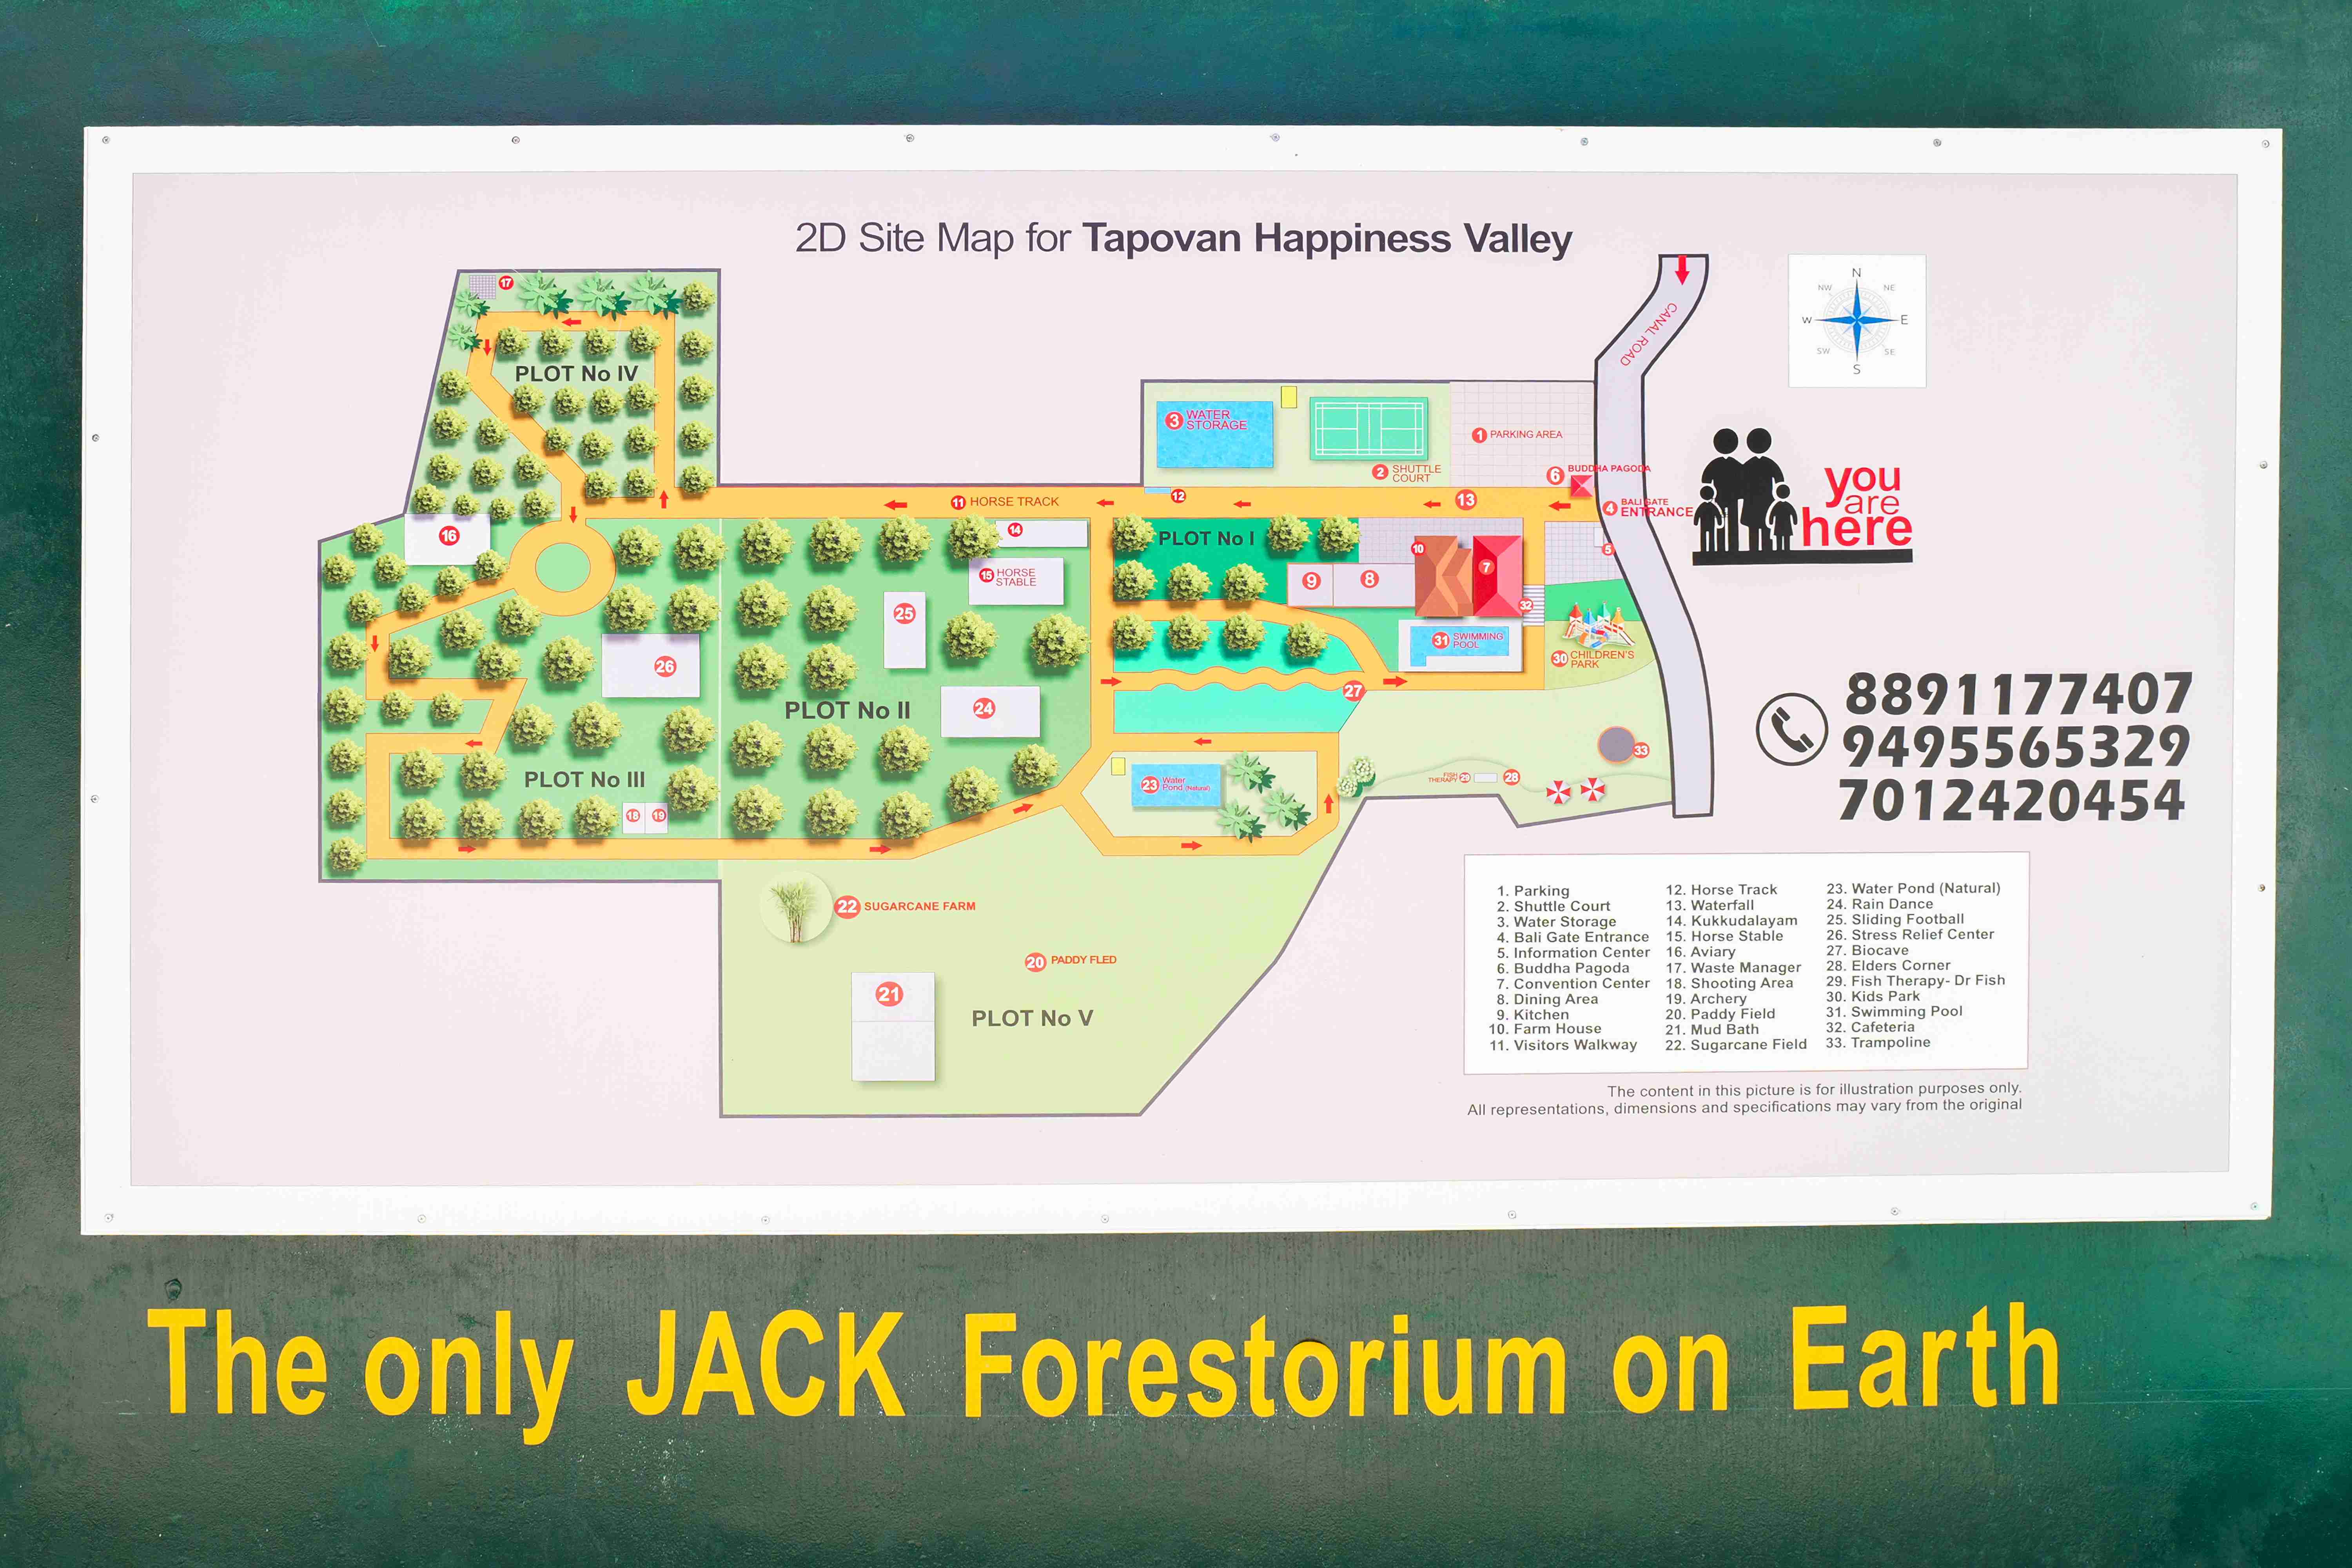 2D Site Map for Tapovan Happiness Valley
N
NW
NE
W
E
SW
SE
S
CANAL ROAD
17
PLOT No IV
3 WATER
STORAGE
2 SHUTTLE
COURT
1 PARKING AREA
6 BUDDHA PAGODA
4 BALI GATE
ENTRANCE
you
are
here
11 HORSE TRACK
12
13
16
14
15 HORSE
STABLE
PLOT No I
10
7
5
9
8
32
25
31 SWIMMING
POOL
30 CHILDREN'S
PARK
26
27
24
PLOT No II
33
PLOT No III
18
19
23 Water
Pond (Natural)
FISH
THERAPY 29
28
8891177407
9495565329
7012420454
22 SUGARCANE FARM
20 PADDY FLED
21
PLOT No V
1. Parking
2. Shuttle Court
3. Water Storage
4. Bali Gate Entrance
5. Information Center
6. Buddha Pagoda
7. Convention Center
8. Dining Area
9. Kitchen
10. Farm House
11. Visitors Walkway
12. Horse Track
13. Waterfall
14. Kukkudalayam
15. Horse Stable
16. Aviary
17. Waste Manager
18. Shooting Area
19. Archery
20. Paddy Field
21. Mud Bath
22. Sugarcane Field
23. Water Pond (Natural)
24. Rain Dance
25. Sliding Football
26. Stress Relief Center
27. Biocave
28. Elders Corner
29. Fish Therapy- Dr Fish
30. Kids Park
31. Swimming Pool
32. Cafeteria
33. Trampoline
The content in this picture is for illustration purposes only.
All representations, dimensions and specifications may vary from the original
The only JACK Forestorium on Earth